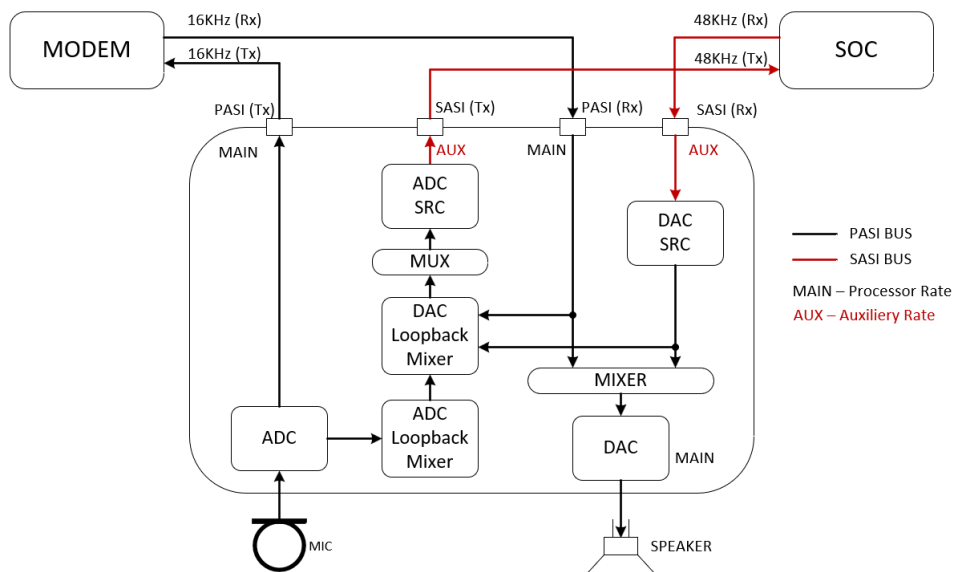 16KHz (Rx)
48KHz (Rx)
MODEM
SOC
16KHz (Tx)
48KHz (Tx)
PASI (Tx)
SASI (Tx)
PASI (Rx)
SASI (Rx)
MAIN
AUX
MAIN
AUX
ADC
SRC
DAC
SRC
PASI BUS
MUX
SASI BUS
MAIN – Processor Rate
DAC
Loopback
Mixer
AUX – Auxiliery Rate
MIXER
ADC
ADC
Loopback
Mixer
DAC
MAIN
MIC
SPEAKER